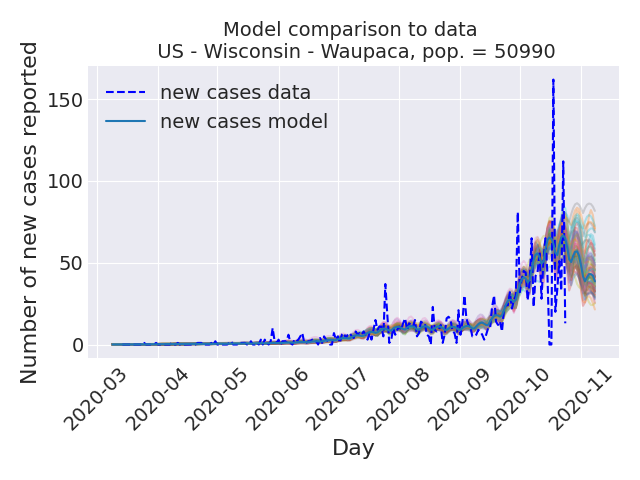 Model comparison to data
US - Wisconsin - Waupaca, pop. = 50990
Number of new cases reported
150
100
50
0
new cases data
new cases model
2020-03
2020-04
2020-05
2020-06
2020-07
2020-08
2020-09
2020-10
2020-11
Day